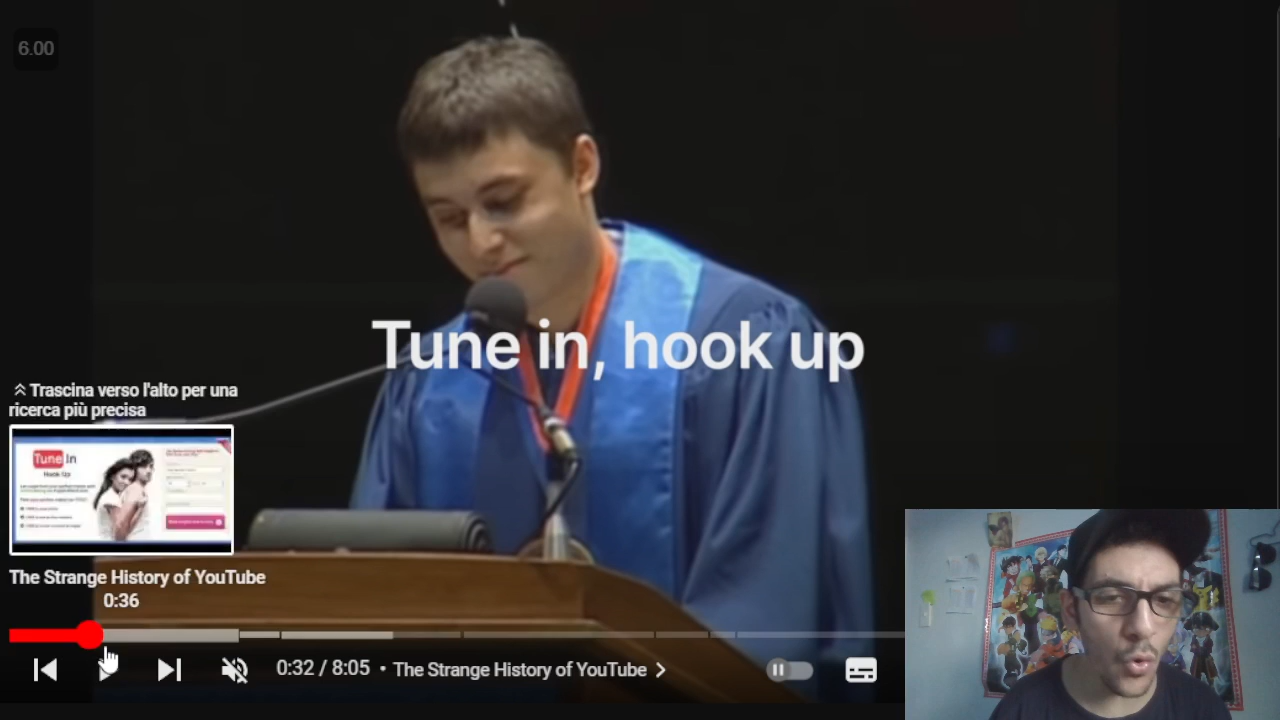 6.00
Tune in, hook up
Trascina verso l'alto per una
ricerca più precisa
Tune In
Hook Up
The Strange History of YouTube
0:36
0:32 / 8:05 • The Strange History of YouTube